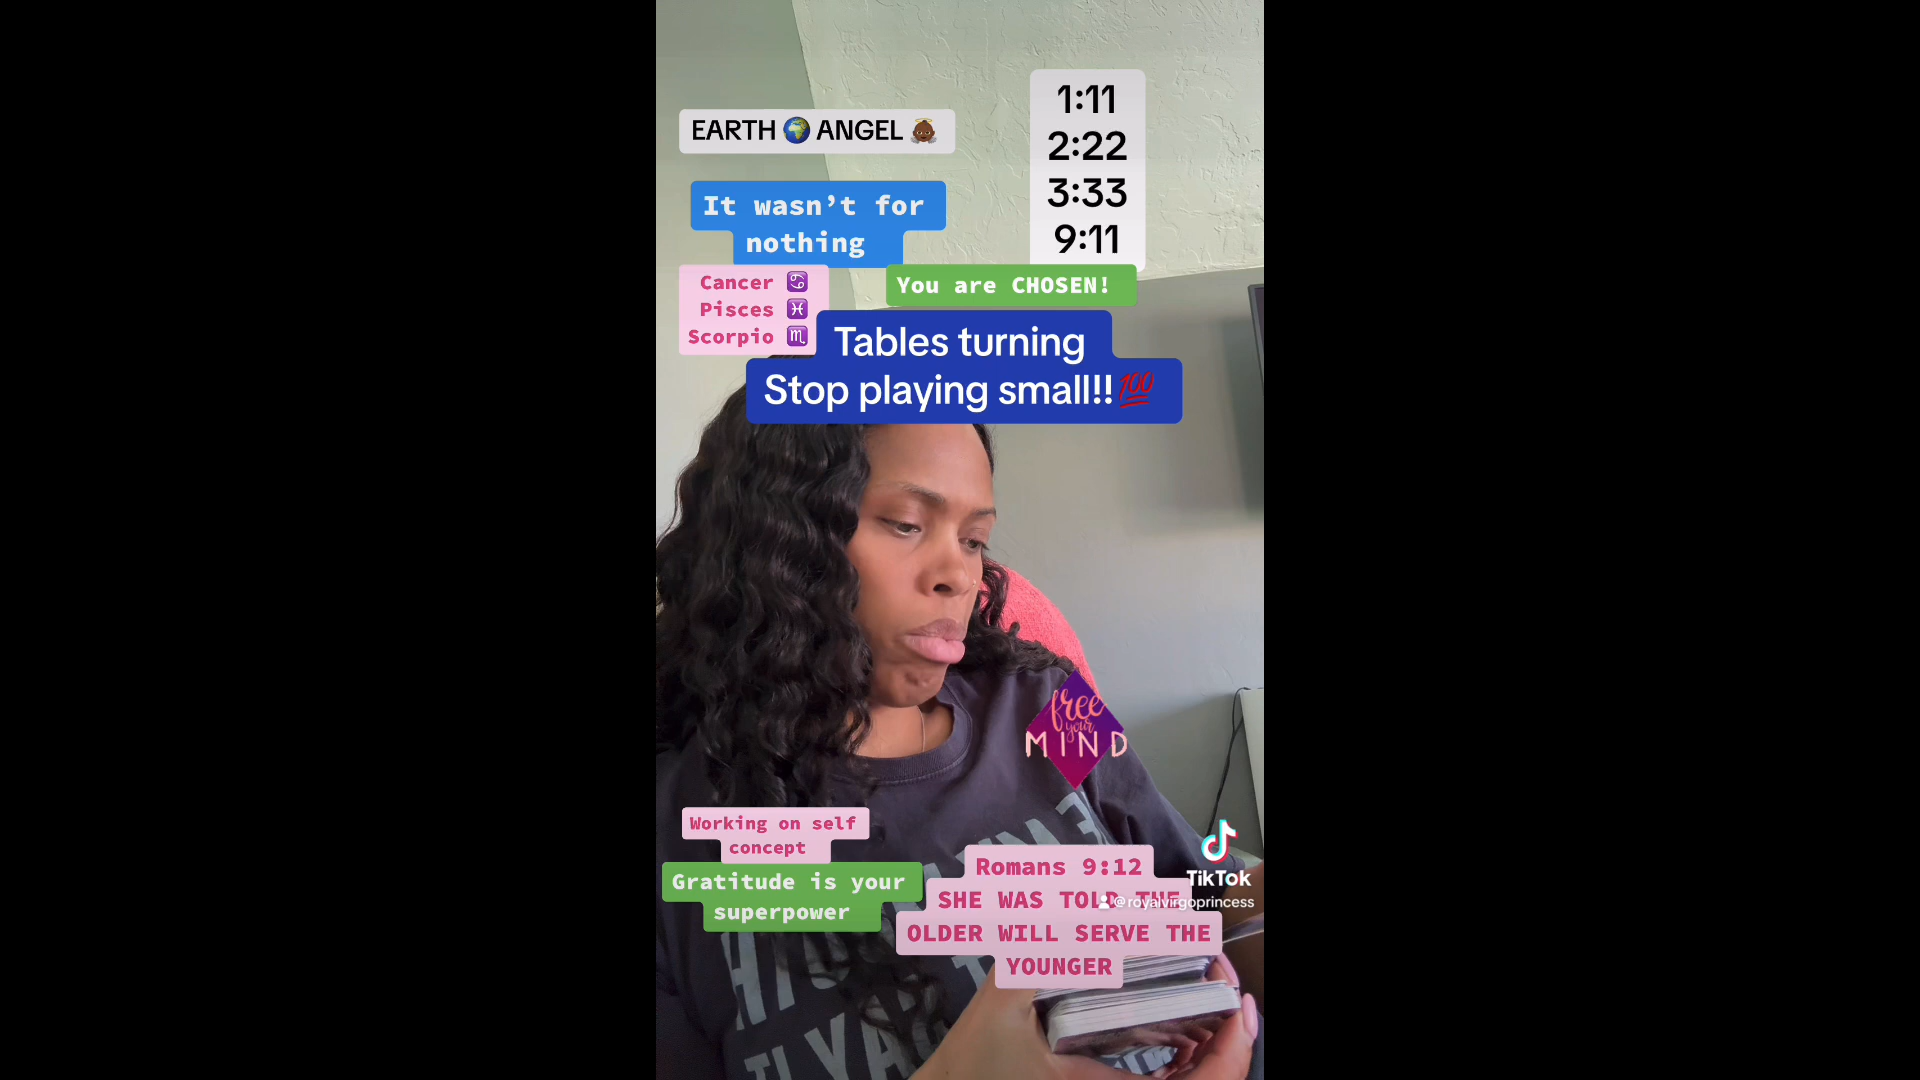 1:11
2:22
3:33
9:11
EARTH 🌍 ANGEL 👼🏾
It wasn’t for
nothing
Cancer ♋
Pisces ♓
Scorpio ♏
You are CHOSEN!
Tables turning
Stop playing small!!💯
free
your
MIND
Working on self
concept
Gratitude is your
superpower
Romans 9:12
SHE WAS TOLD THE
OLDER WILL SERVE THE
YOUNGER
TikTok
@royalvirgoprincess